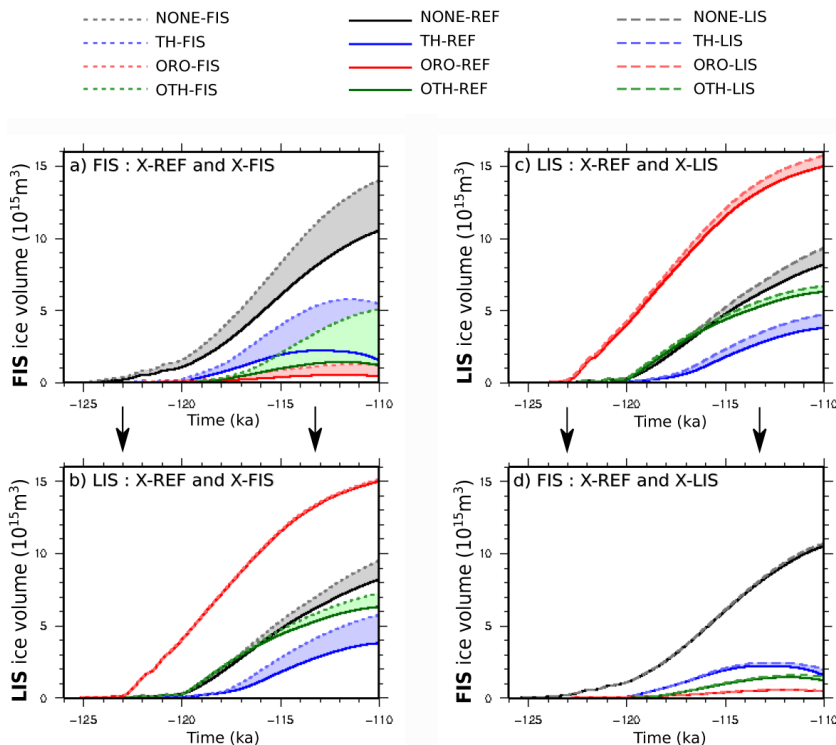 NONE-FIS NONE-REF NONE-LIS
TH-FIS TH-REF TH-LIS
ORO-FIS ORO-REF ORO-LIS
OTH-FIS OTH-REF OTH-LIS
a) FIS : X-REF and X-FIS
FIS ice volume (10¹⁵m³)
15
10
5
0
−125 −120 −115 −110
Time (ka)
b) LIS : X-REF and X-FIS
LIS ice volume (10¹⁵m³)
15
10
5
0
−125 −120 −115 −110
Time (ka)
c) LIS : X-REF and X-LIS
LIS ice volume (10¹⁵m³)
15
10
5
0
−125 −120 −115 −110
Time (ka)
d) FIS : X-REF and X-LIS
FIS ice volume (10¹⁵m³)
15
10
5
0
−125 −120 −115 −110
Time (ka)